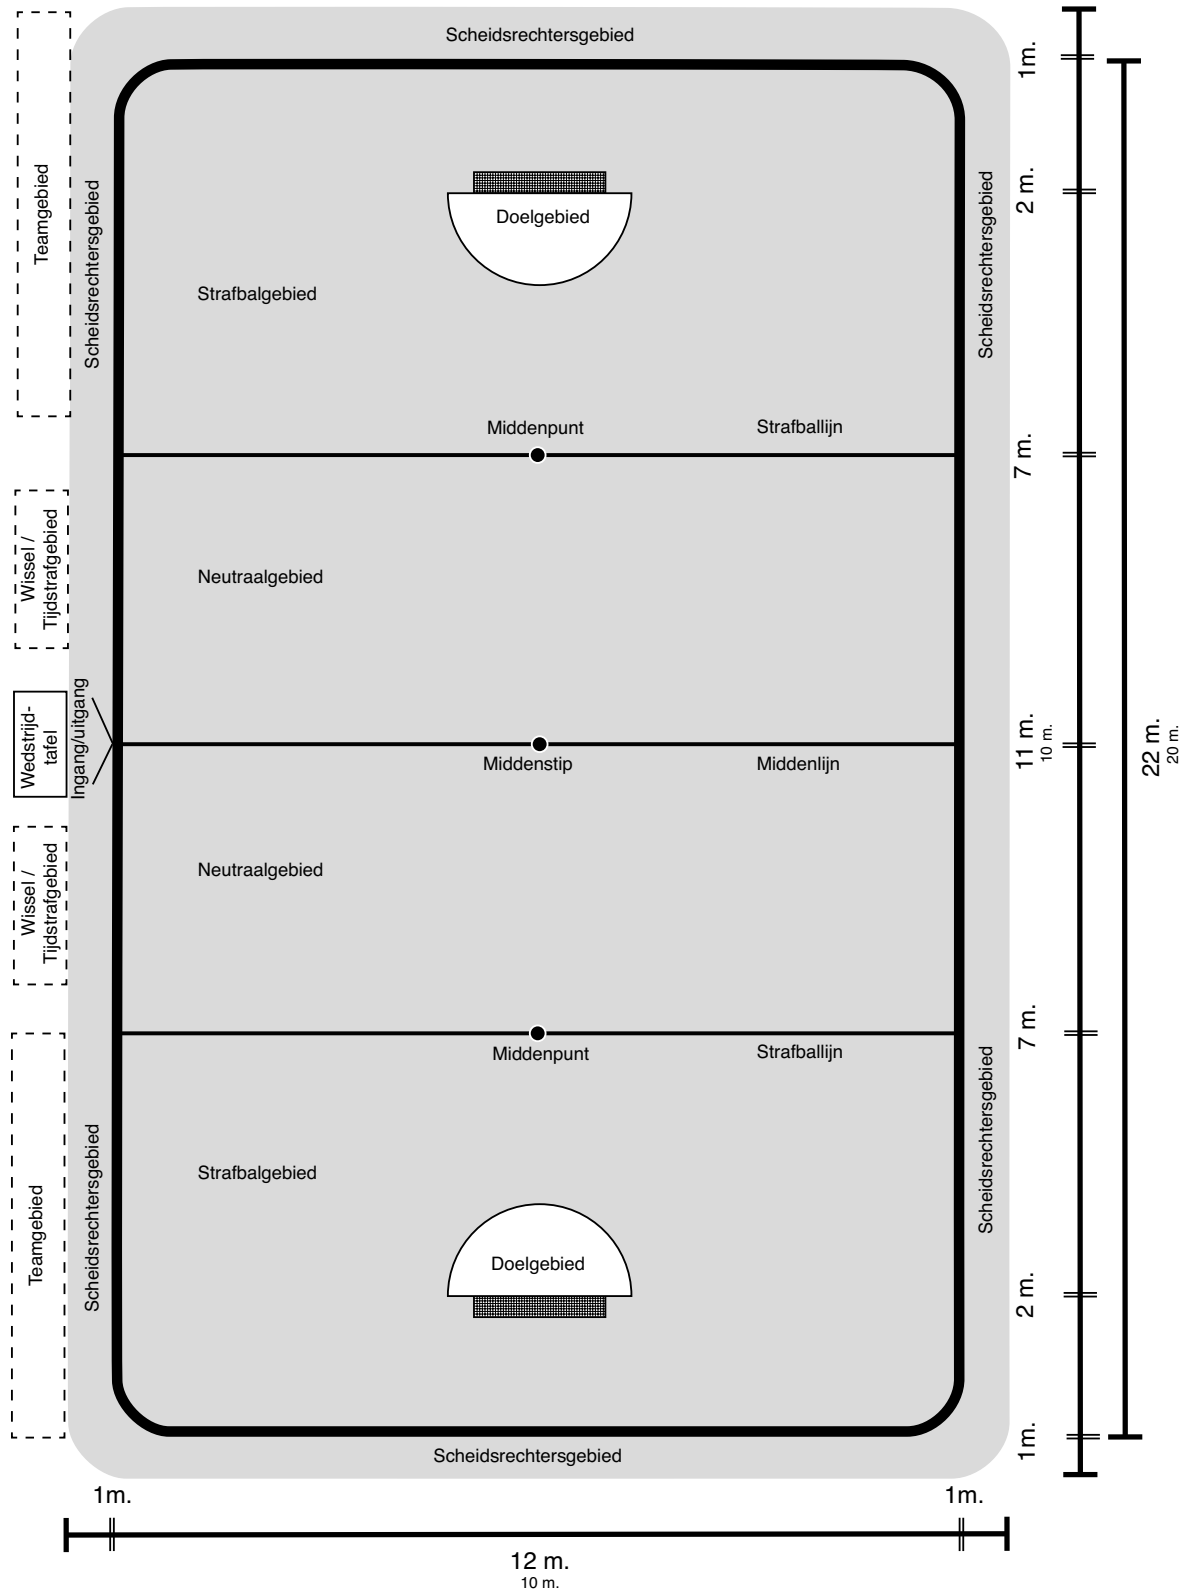 Scheidsrechtersgebied
1m.
Teamgebied
Scheidsrechtersgebied
Scheidsrechtersgebied
2 m.
Doelgebied
Strafbalgebied
Middenpunt
Strafballijn
7 m.
Wissel /
Tijdstrafgebied
Neutraalgebied
Wedstrijd-
tafel
Ingang/uitgang
Middenstip
Middenlijn
11 m.
10 m.
22 m.
20 m.
Wissel /
Tijdstrafgebied
Neutraalgebied
7 m.
Middenpunt
Strafballijn
Teamgebied
Scheidsrechtersgebied
Scheidsrechtersgebied
Strafbalgebied
Doelgebied
2 m.
1m.
Scheidsrechtersgebied
1m.
1m.
12 m.
10 m.